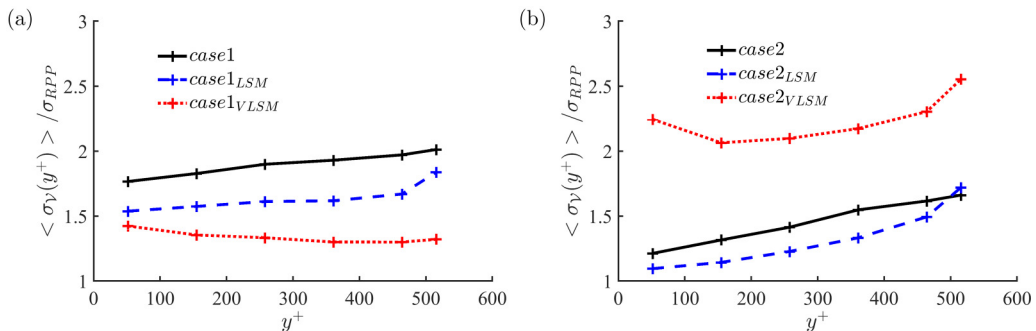 (a)
3
2.5
2
1.5
1
< σ_𝒱(y⁺) > /σ_RPP
case1
case1_LSM
case1_VLSM
0 100 200 300 400 500 600
y⁺
(b)
3
2.5
2
1.5
1
< σ_𝒱(y⁺) > /σ_RPP
case2
case2_LSM
case2_VLSM
0 100 200 300 400 500 600
y⁺